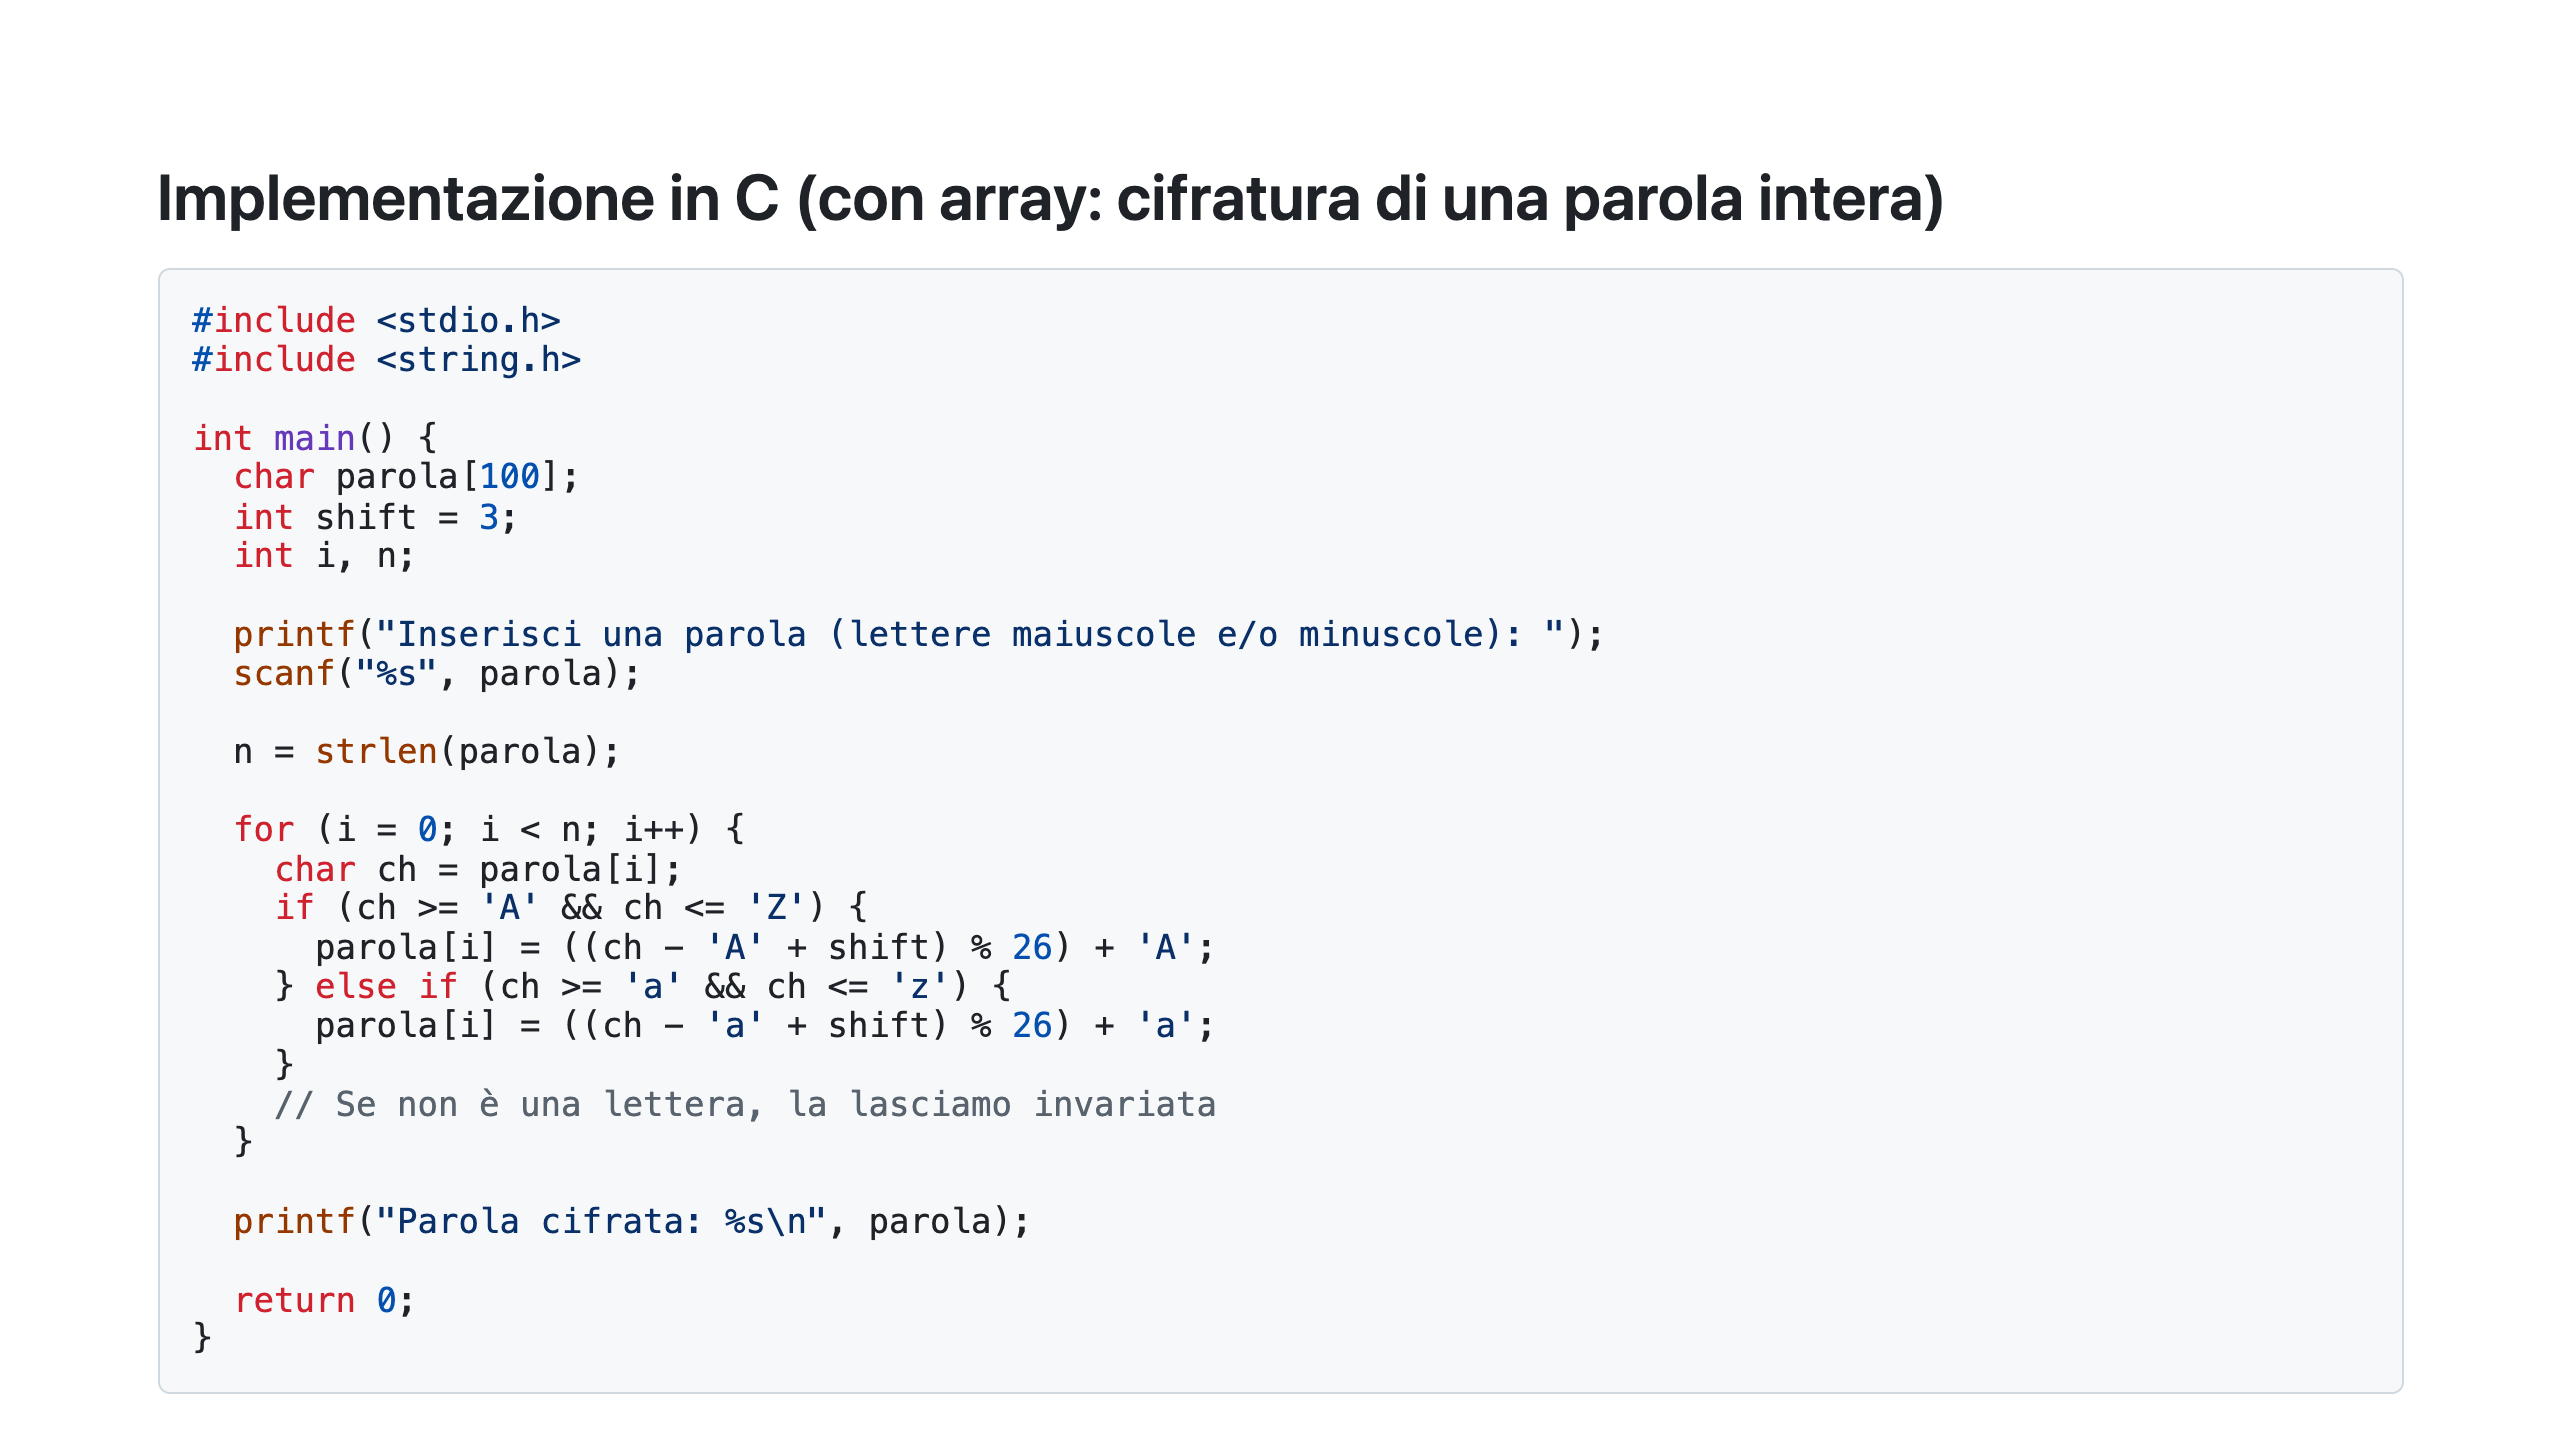 Implementazione in C (con array: cifratura di una parola intera)
#include <stdio.h>
#include <string.h>

int main() {
  char parola[100];
  int shift = 3;
  int i, n;

  printf("Inserisci una parola (lettere maiuscole e/o minuscole): ");
  scanf("%s", parola);

  n = strlen(parola);

  for (i = 0; i < n; i++) {
    char ch = parola[i];
    if (ch >= 'A' && ch <= 'Z') {
      parola[i] = ((ch - 'A' + shift) % 26) + 'A';
    } else if (ch >= 'a' && ch <= 'z') {
      parola[i] = ((ch - 'a' + shift) % 26) + 'a';
    }
    // Se non è una lettera, la lasciamo invariata
  }

  printf("Parola cifrata: %s\n", parola);

  return 0;
}